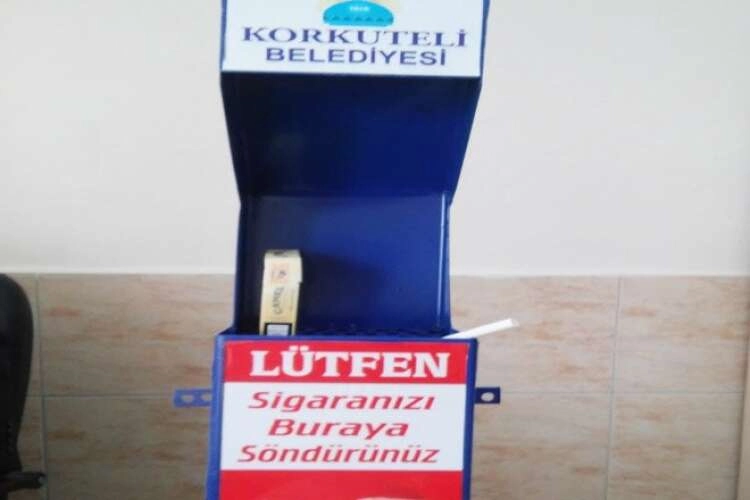 KORKUTELİ
BELEDİYESİ
LÜTFEN
Sigaranızı
Buraya
Söndürünüz